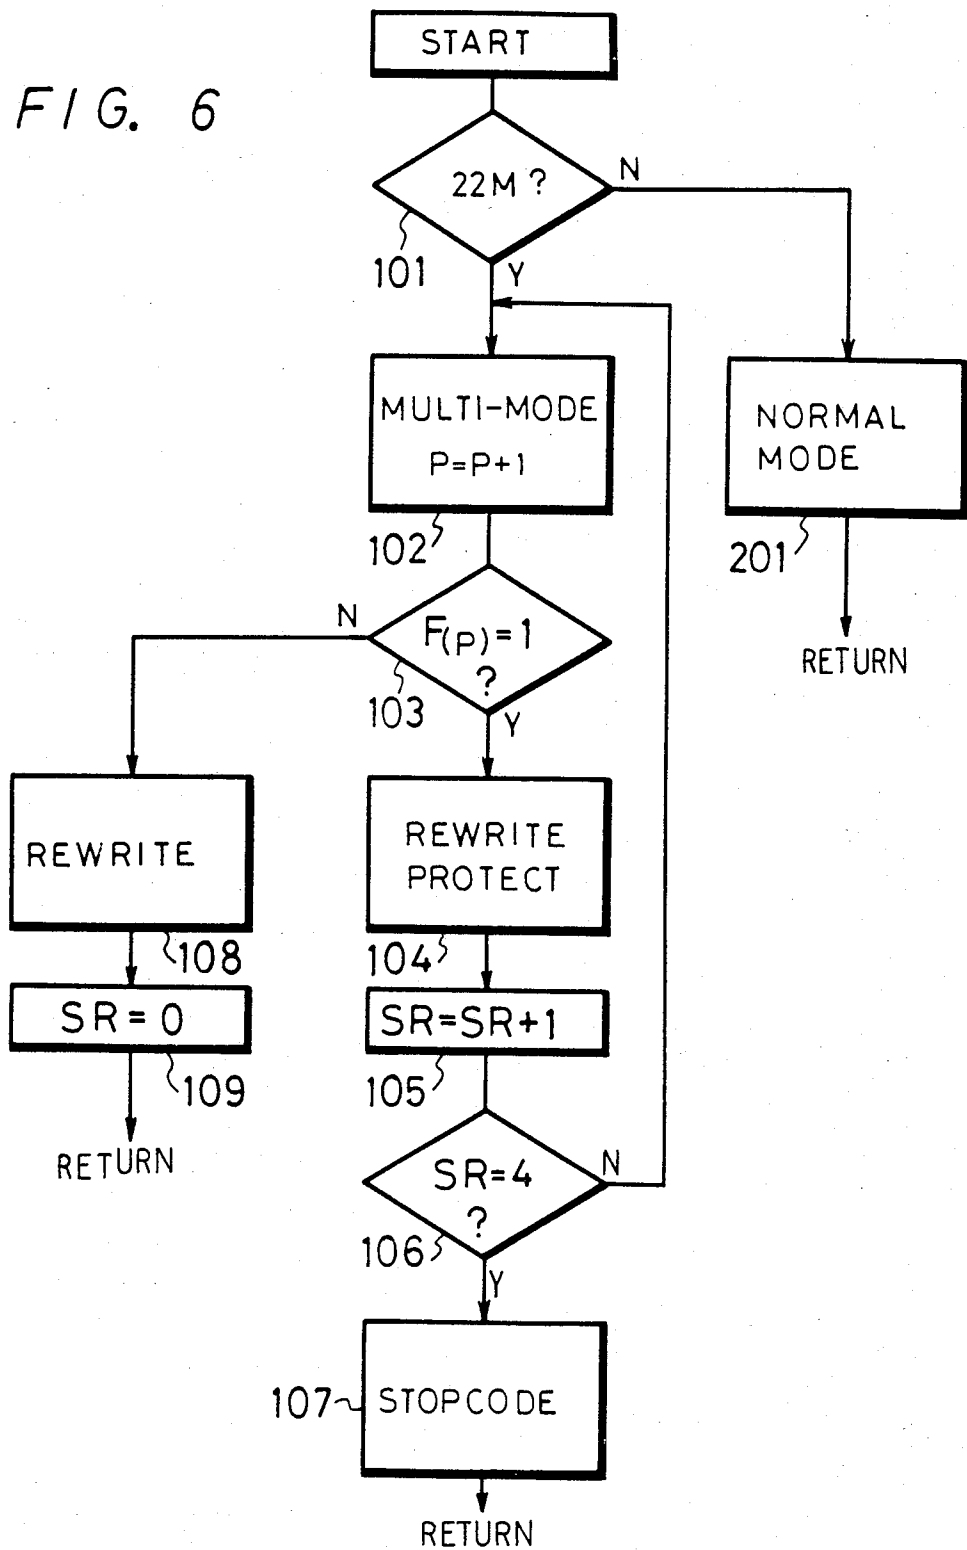 START
FIG. 6
22M ?
N
101
Y
MULTI-MODE
P=P+1
NORMAL
MODE
102
201
N
F(P)=1
?
RETURN
103
Y
REWRITE
REWRITE
PROTECT
108
104
SR=0
SR=SR+1
109
105
RETURN
SR=4
?
N
106
Y
107
STOPCODE
RETURN